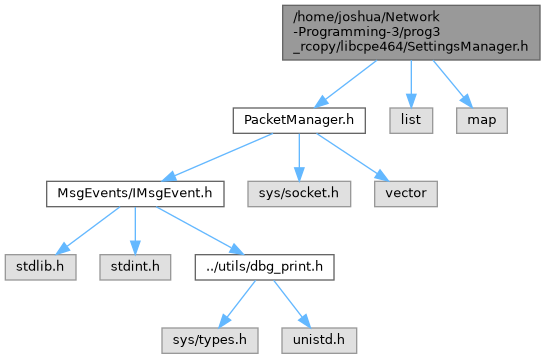 /home/joshua/Network
-Programming-3/prog3
_rcopy/libcpe464/SettingsManager.h
PacketManager.h
list
map
MsgEvents/IMsgEvent.h
sys/socket.h
vector
stdlib.h
stdint.h
../utils/dbg_print.h
sys/types.h
unistd.h